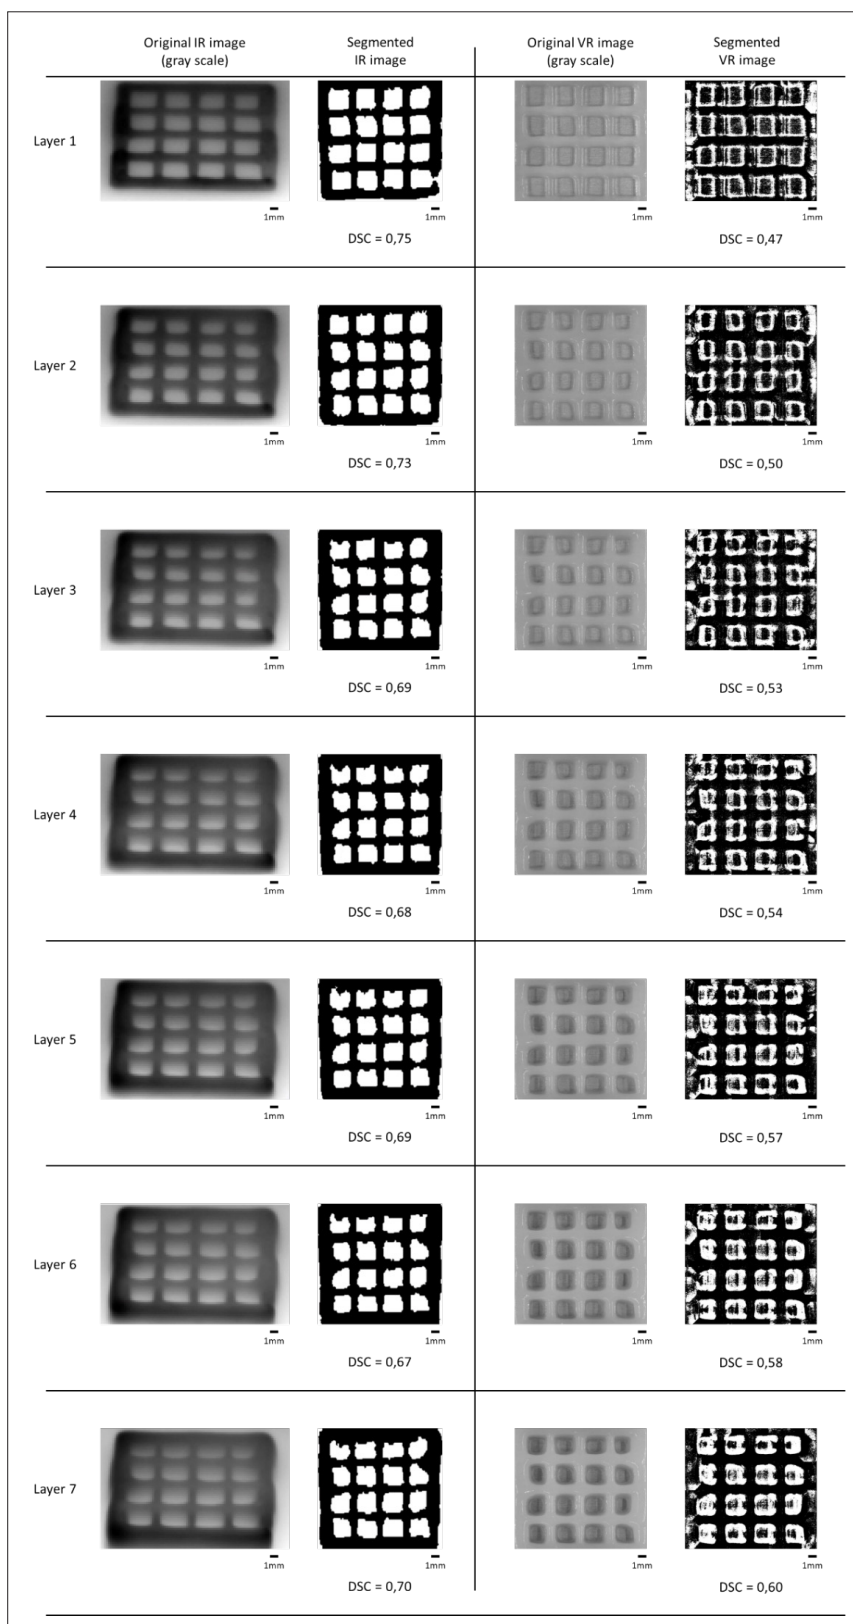 Original IR image
(gray scale)
Segmented
IR image
Original VR image
(gray scale)
Segmented
VR image
Layer 1
1mm
1mm
1mm
1mm
DSC = 0,75
DSC = 0,47
Layer 2
1mm
1mm
1mm
1mm
DSC = 0,73
DSC = 0,50
Layer 3
1mm
1mm
1mm
1mm
DSC = 0,69
DSC = 0,53
Layer 4
1mm
1mm
1mm
1mm
DSC = 0,68
DSC = 0,54
Layer 5
1mm
1mm
1mm
1mm
DSC = 0,69
DSC = 0,57
Layer 6
1mm
1mm
1mm
1mm
DSC = 0,67
DSC = 0,58
Layer 7
1mm
1mm
1mm
1mm
DSC = 0,70
DSC = 0,60